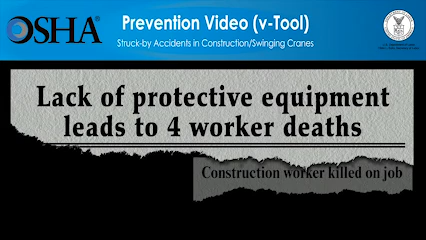 OSHA®
Prevention Video (v-Tool)
Struck-by Accidents in Construction/Swinging Cranes
Lack of protective equipment
leads to 4 worker deaths
Construction worker killed on job